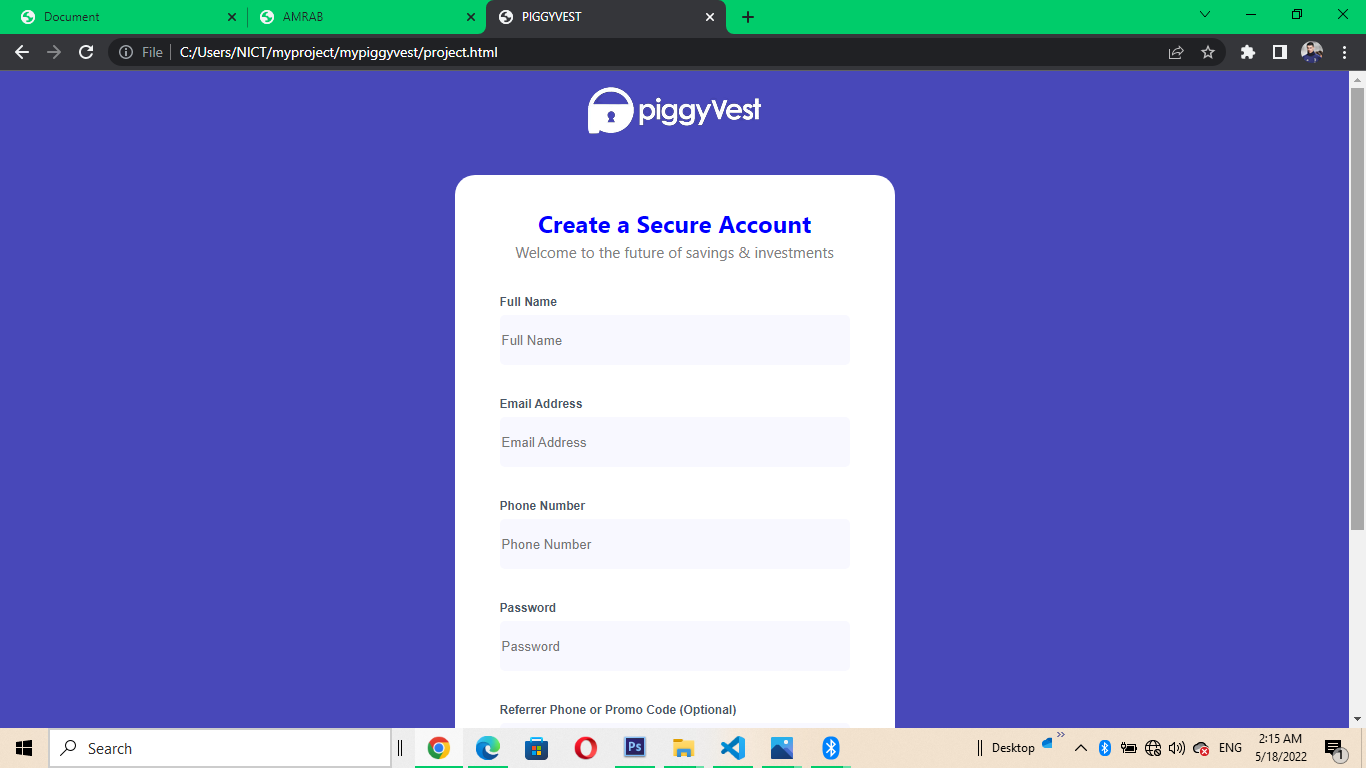 Document
AMRAB
PIGGYVEST
File
C:/Users/NICT/myproject/mypiggyvest/project.html
piggyVest
Create a Secure Account
Welcome to the future of savings & investments
Full Name
Full Name
Email Address
Email Address
Phone Number
Phone Number
Password
Password
Referrer Phone or Promo Code (Optional)
Search
Ps
Desktop
ENG
2:15 AM
5/18/2022
1